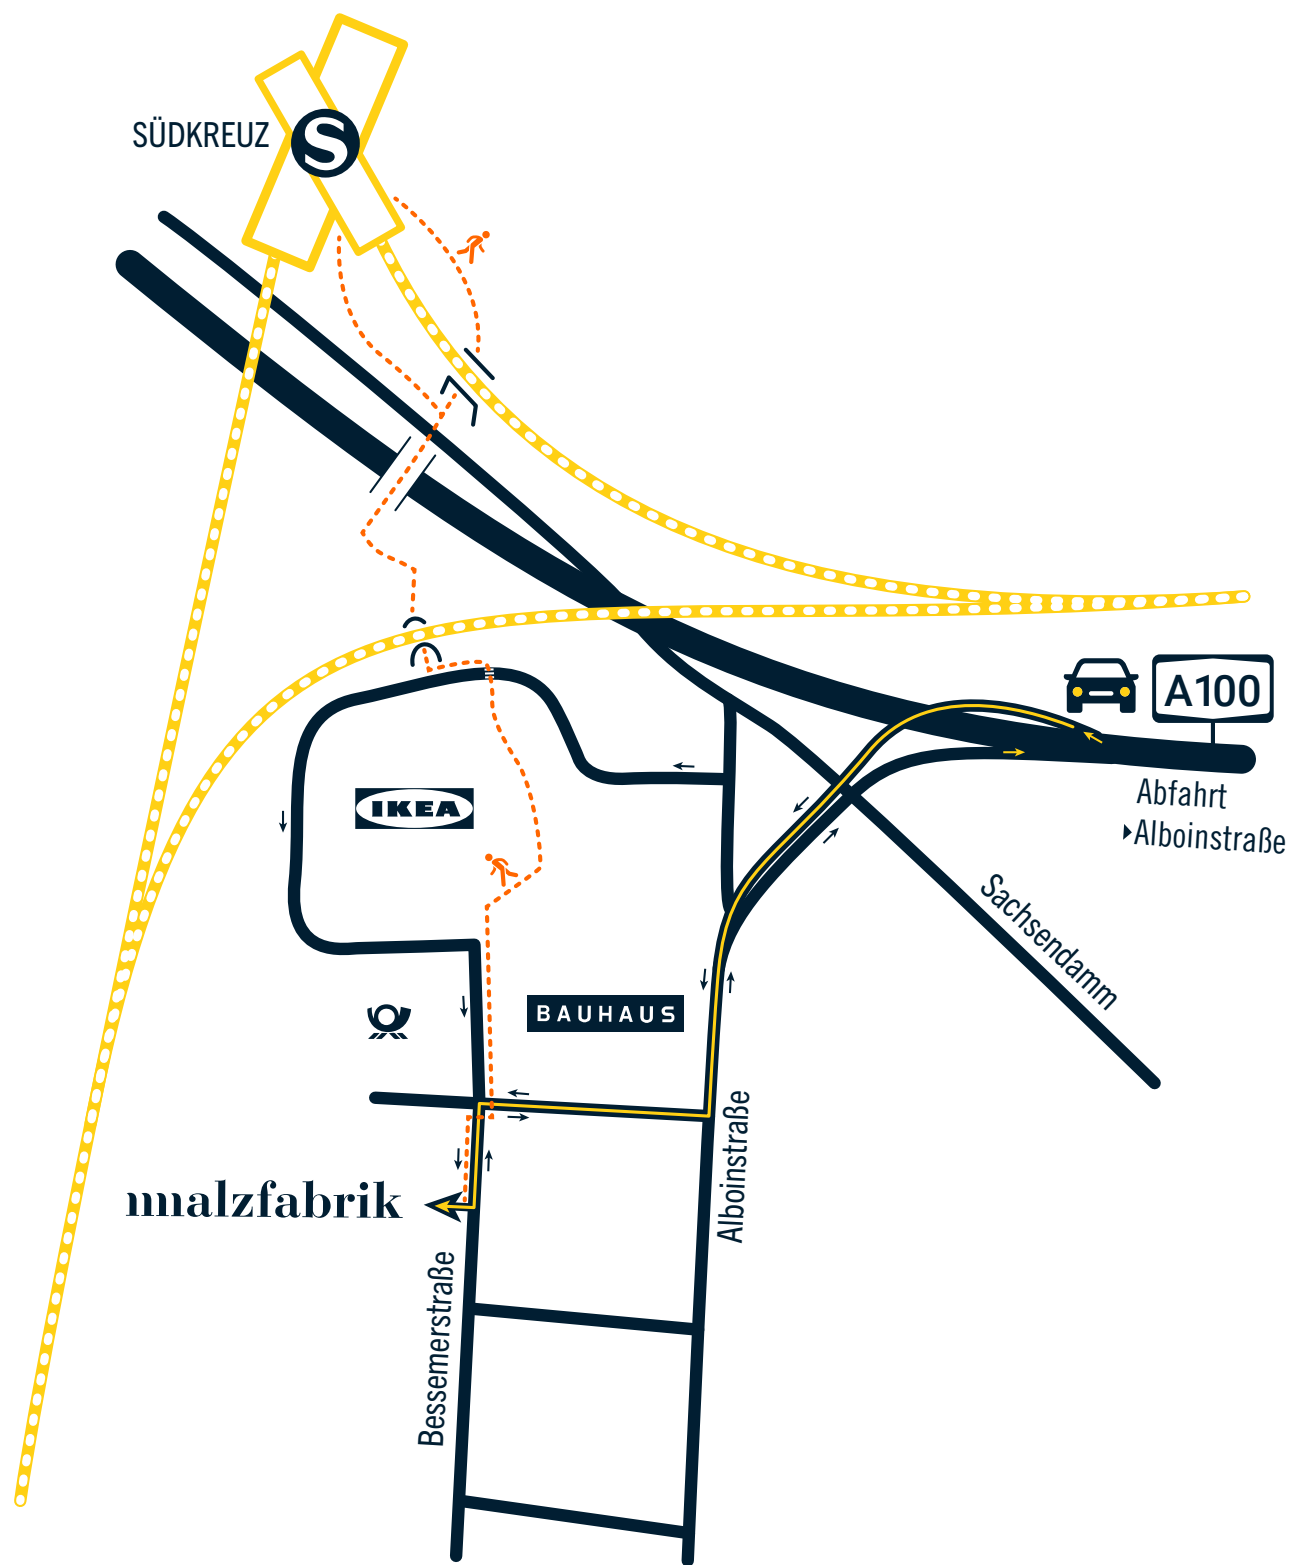 SÜDKREUZ
S
A100
Abfahrt
Alboinstraße
IKEA
Sachsendamm
BAUHAUS
Alboinstraße
malzfabrik
Bessemerstraße